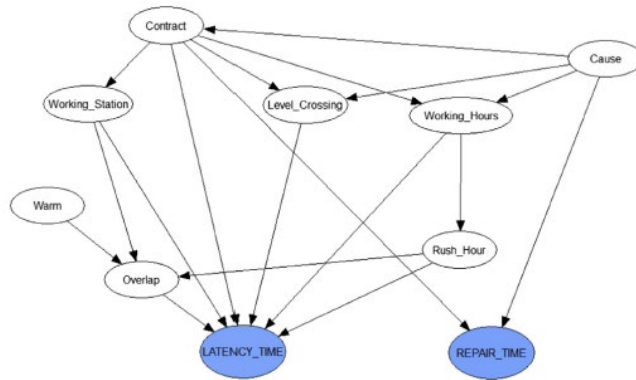 Contract
Cause
Working_Station
Level_Crossing
Working_Hours
Warm
Rush_Hour
Overlap
LATENCY_TIME
REPAIR_TIME